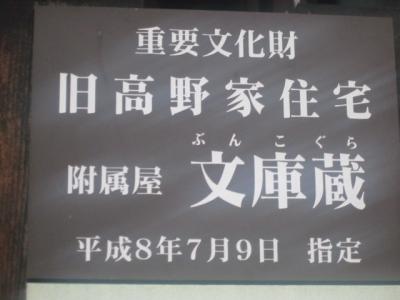 重要文化財
旧高野家住宅
ぶんこぐら
附属屋 文庫蔵
平成8年7月9日 指定